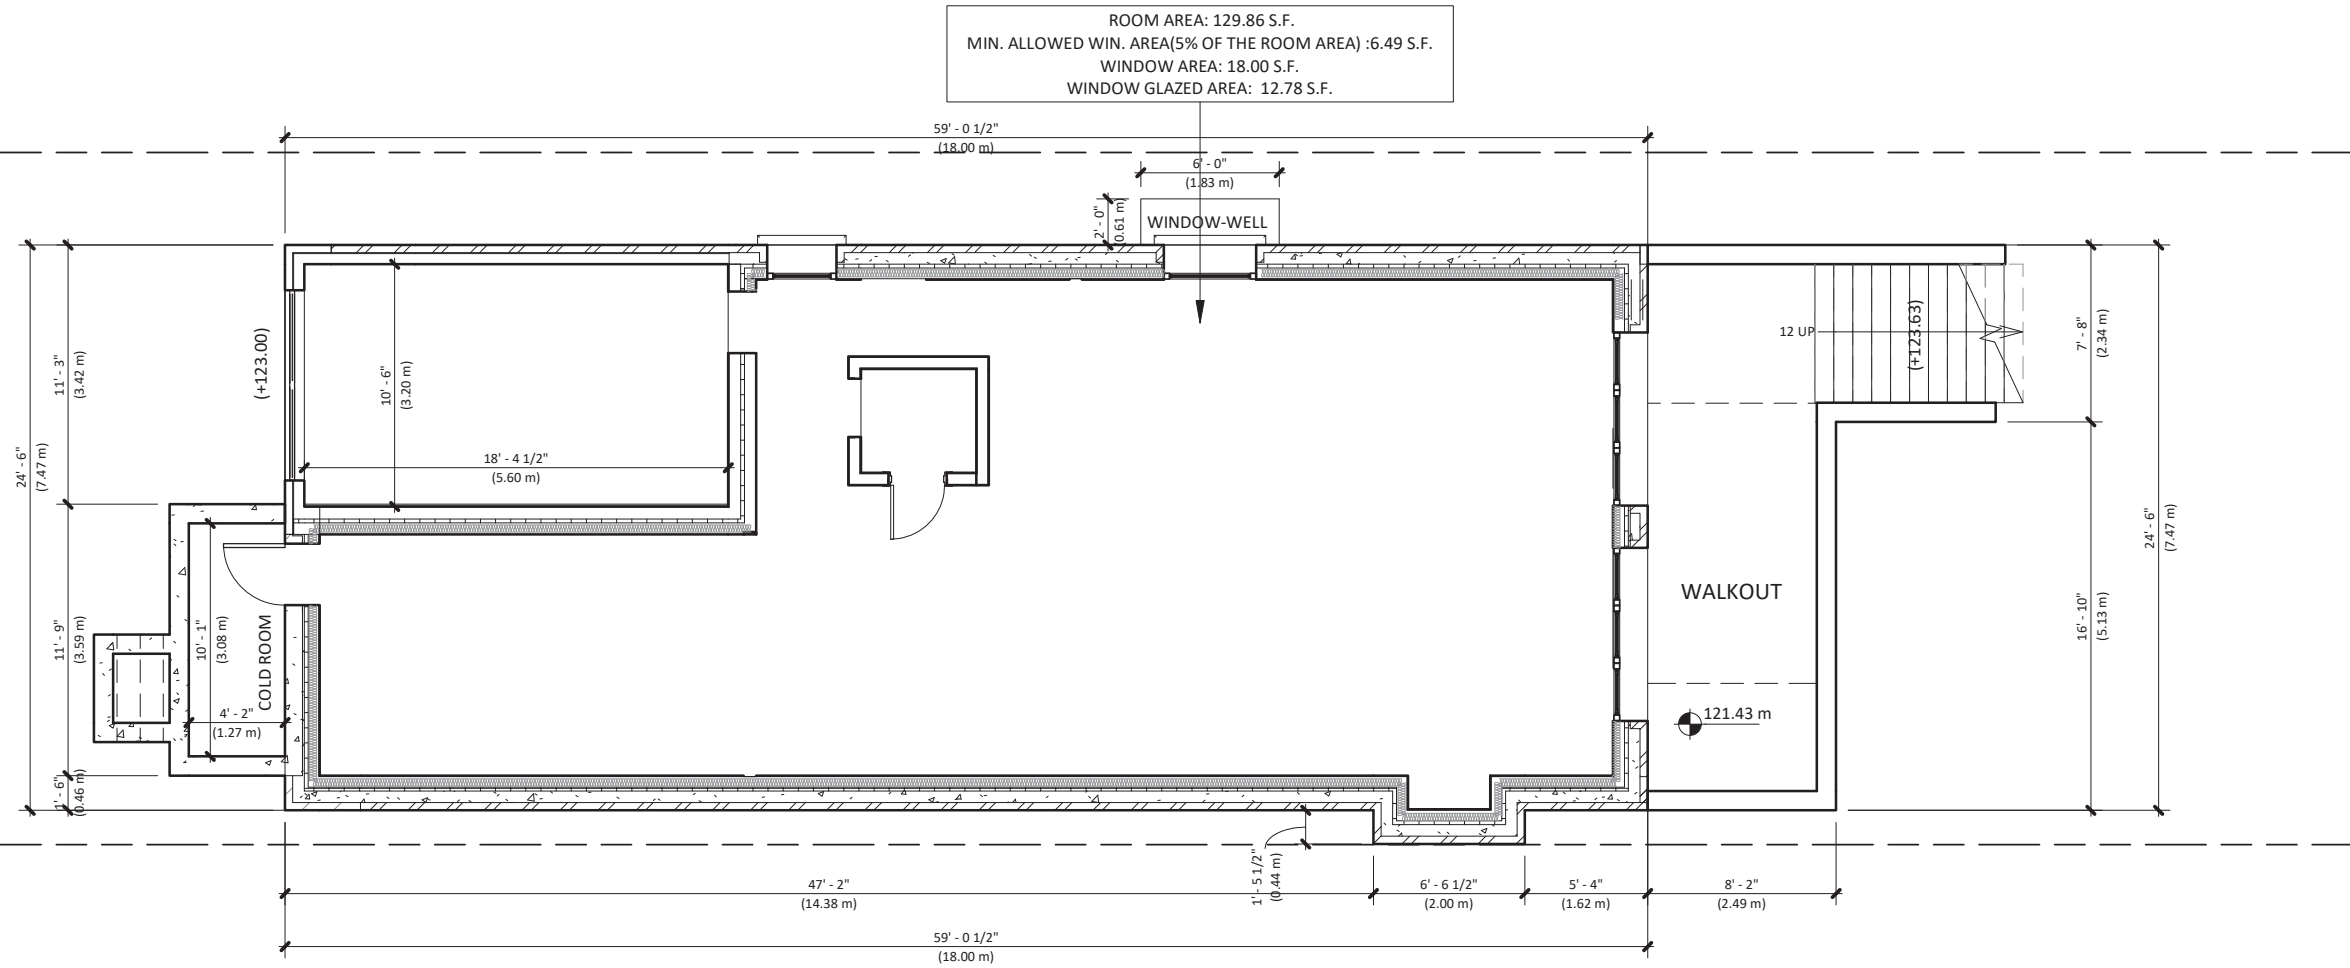 ROOM AREA: 129.86 S.F.
MIN. ALLOWED WIN. AREA(5% OF THE ROOM AREA) :6.49 S.F.
WINDOW AREA: 18.00 S.F.
WINDOW GLAZED AREA: 12.78 S.F.
59' - 0 1/2"
(18.00 m)
6' - 0"
(1.83 m)
2' - 0"
(0.61 m)
WINDOW-WELL
24' - 6"
(7.47 m)
11' - 3"
(3.42 m)
(+123.00)
10' - 6"
(3.20 m)
18' - 4 1/2"
(5.60 m)
12 UP
(+123.63)
7' - 8"
(2.34 m)
24' - 6"
(7.47 m)
16' - 10"
(5.13 m)
WALKOUT
121.43 m
11' - 9"
(3.59 m)
10' - 1"
(3.08 m)
COLD ROOM
4' - 2"
(1.27 m)
1' - 6"
(0.46 m)
1' - 5 1/2"
(0.44 m)
47' - 2"
(14.38 m)
6' - 6 1/2"
(2.00 m)
5' - 4"
(1.62 m)
8' - 2"
(2.49 m)
59' - 0 1/2"
(18.00 m)